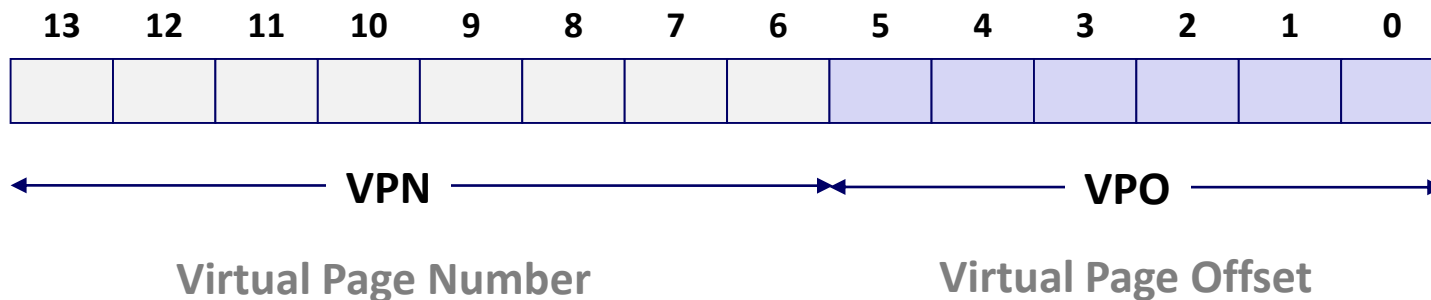 13 12 11 10 9 8 7 6 5 4 3 2 1 0
VPN VPO
Virtual Page Number Virtual Page Offset